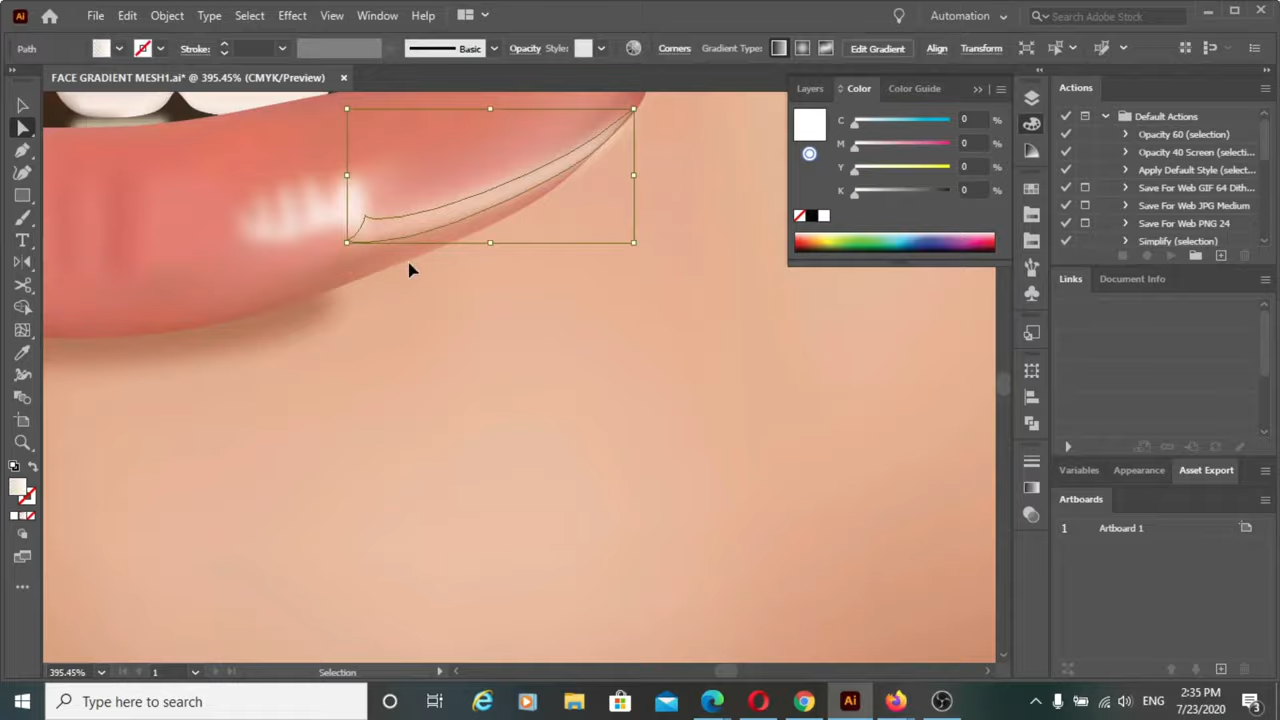 Ai File Edit Object Type Select Effect View Window Help Automation Search Adobe Stock
Path Stroke: Basic Opacity Style: Corners Gradient Type: Edit Gradient Align Transform
FACE GRADIENT MESH1.ai* @ 395.45% (CMYK/Preview)
Layers Color Color Guide
C 0 %
M 0 %
Y 0 %
K 0 %
Actions
Default Actions
Opacity 60 (selection)
Opacity 40 Screen (selecti...
Apply Default Style (select...
Save For Web GIF 64 Dith...
Save For Web JPG Medium
Save For Web PNG 24
Simplify (selection)
Links Document Info
Variables Appearance Asset Export
Artboards
1 Artboard 1
395.45% 1 Selection
Type here to search
Ai
ENG
2:35 PM
7/23/2020
3